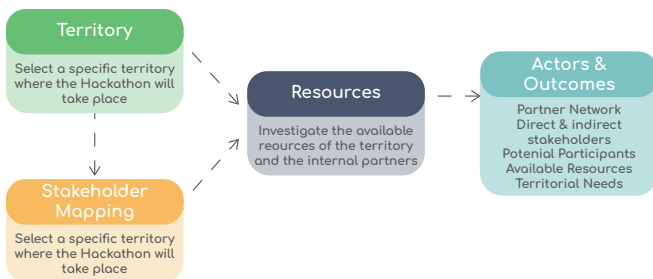 Territory
Select a specific territory
where the Hackathon will
take place
Stakeholder
Mapping
Select a specific territory
where the Hackathon will
take place
Resources
Investigate the available
reources of the territory
and the internal partners
Actors &
Outcomes
Partner Network
Direct & indirect
stakeholders
Potenial Participants
Available Resources
Territorial Needs